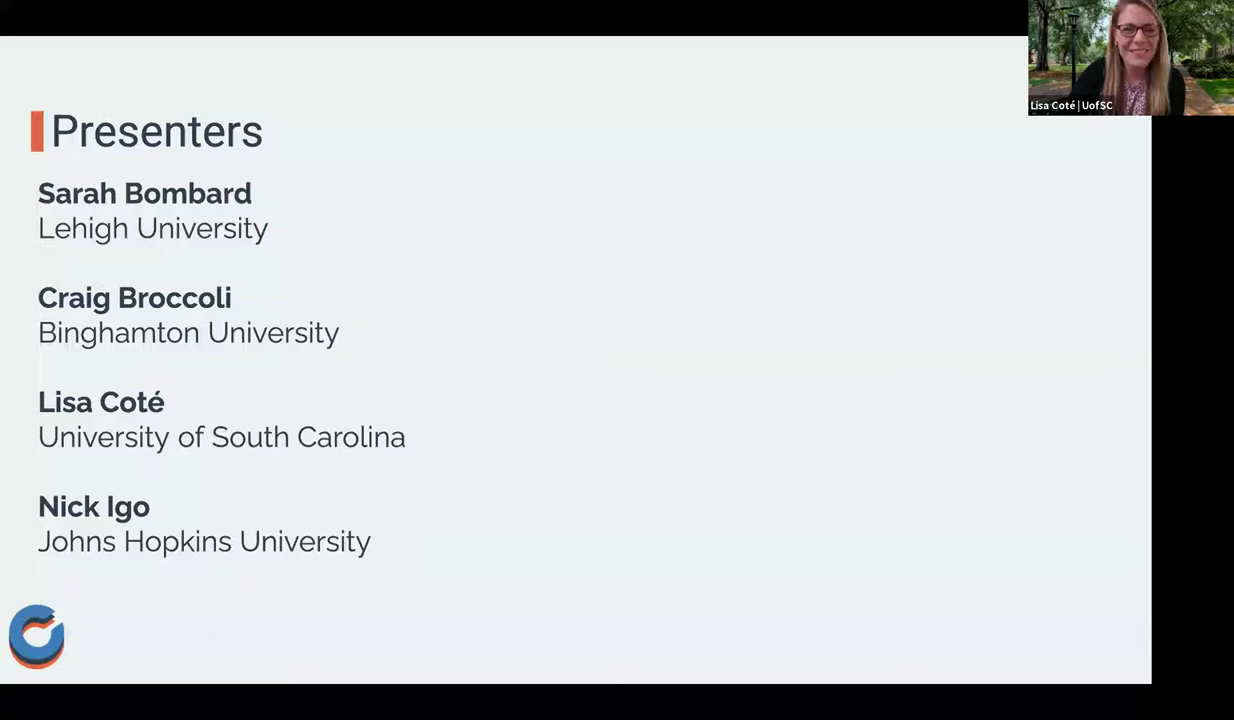 Presenters
Sarah Bombard
Lehigh University
Craig Broccoli
Binghamton University
Lisa Coté
University of South Carolina
Nick Igo
Johns Hopkins University
Lisa Coté | UofSC